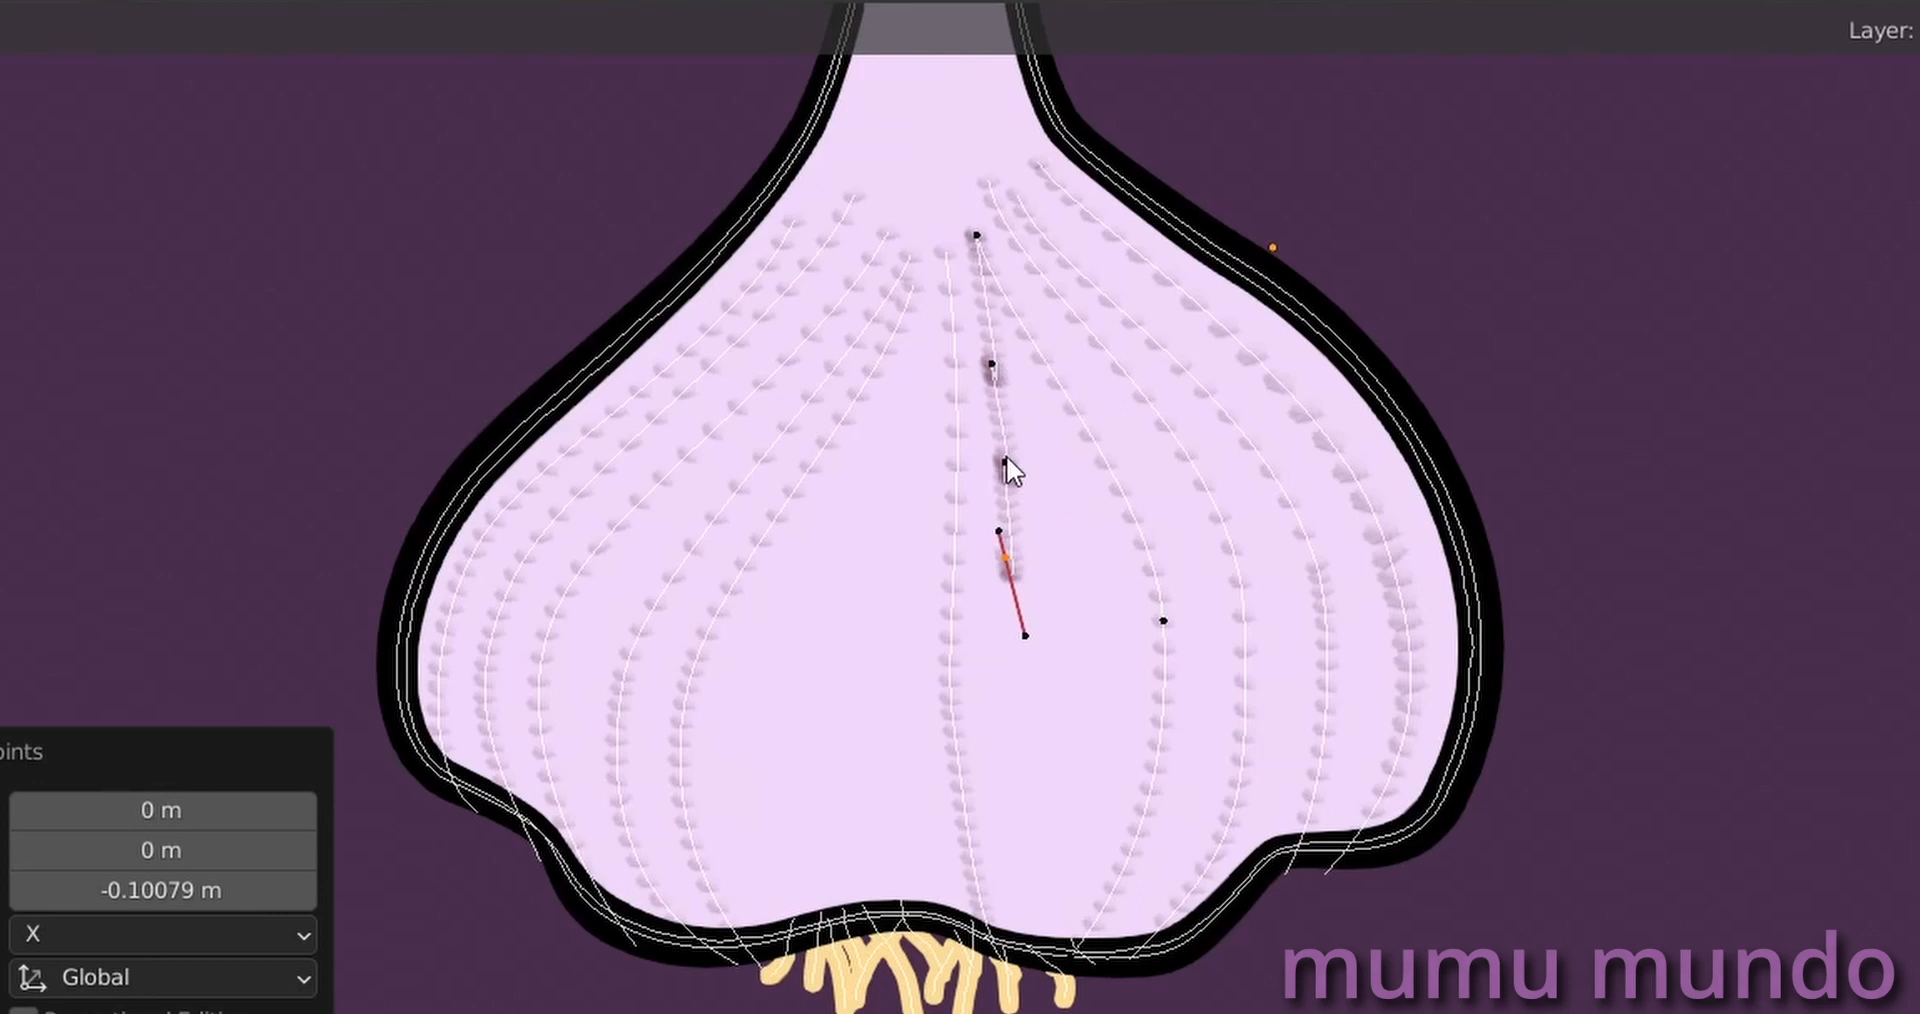 Layer:
oints
0 m
0 m
-0.10079 m
X
Global
mumu mundo